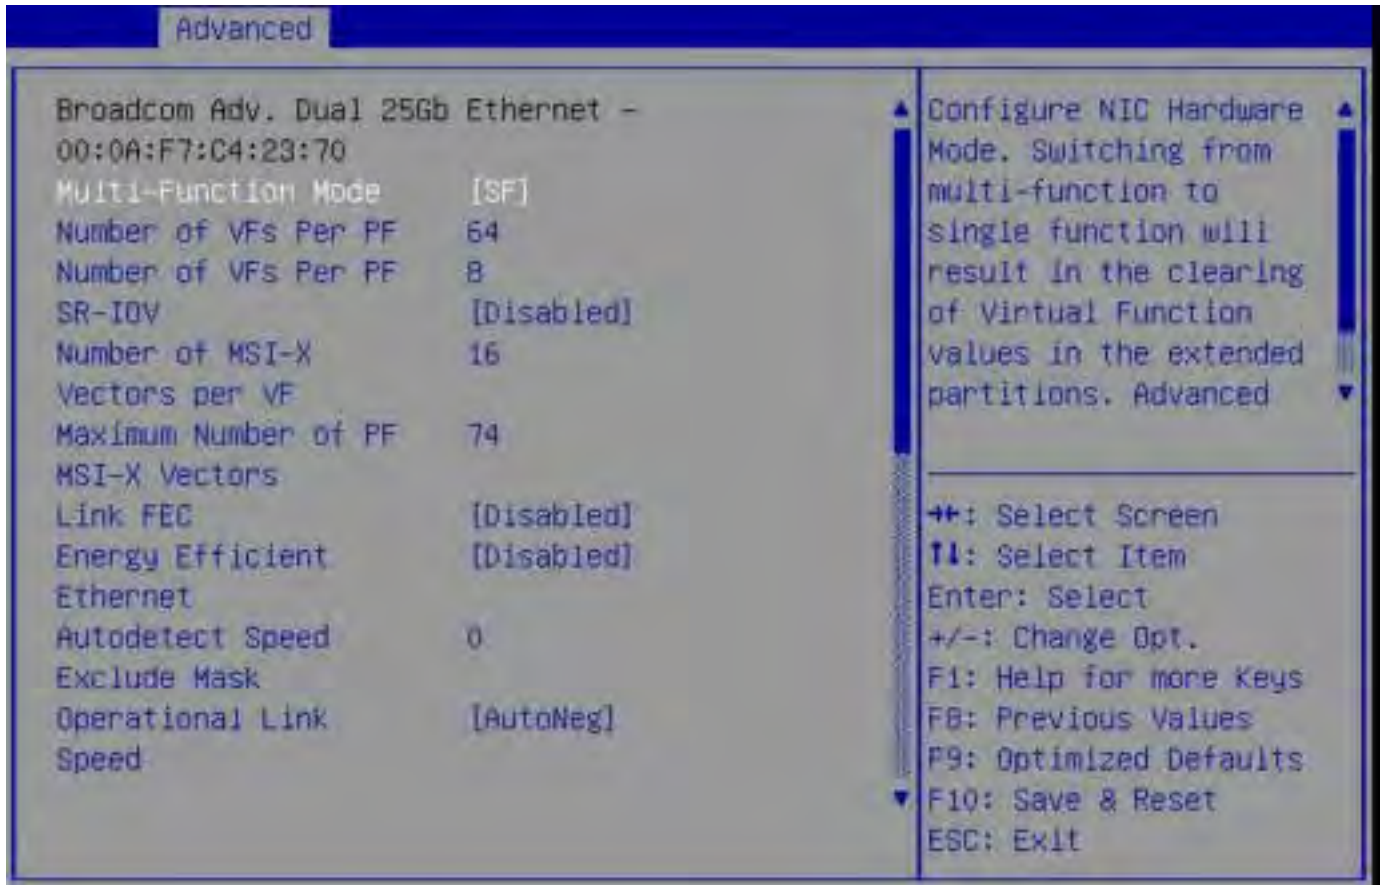 Advanced
Broadcom Adv. Dual 25Gb Ethernet -
00:0A:F7:C4:23:70
Multi-Function Mode [SF]
Number of VFs Per PF 64
Number of VFs Per PF 8
SR-IOV [Disabled]
Number of MSI-X 16
Vectors per VF
Maximum Number of PF 74
MSI-X Vectors
Link FEC [Disabled]
Energy Efficient [Disabled]
Ethernet
Autodetect Speed 0
Exclude Mask
Operational Link [AutoNeg]
Speed
Configure NIC Hardware
Mode. Switching from
multi-function to
single function will
result in the clearing
of Virtual Function
values in the extended
partitions. Advanced
→←: Select Screen
↑↓: Select Item
Enter: Select
+/-: Change Opt.
F1: Help for more Keys
F8: Previous Values
F9: Optimized Defaults
F10: Save & Reset
ESC: Exit